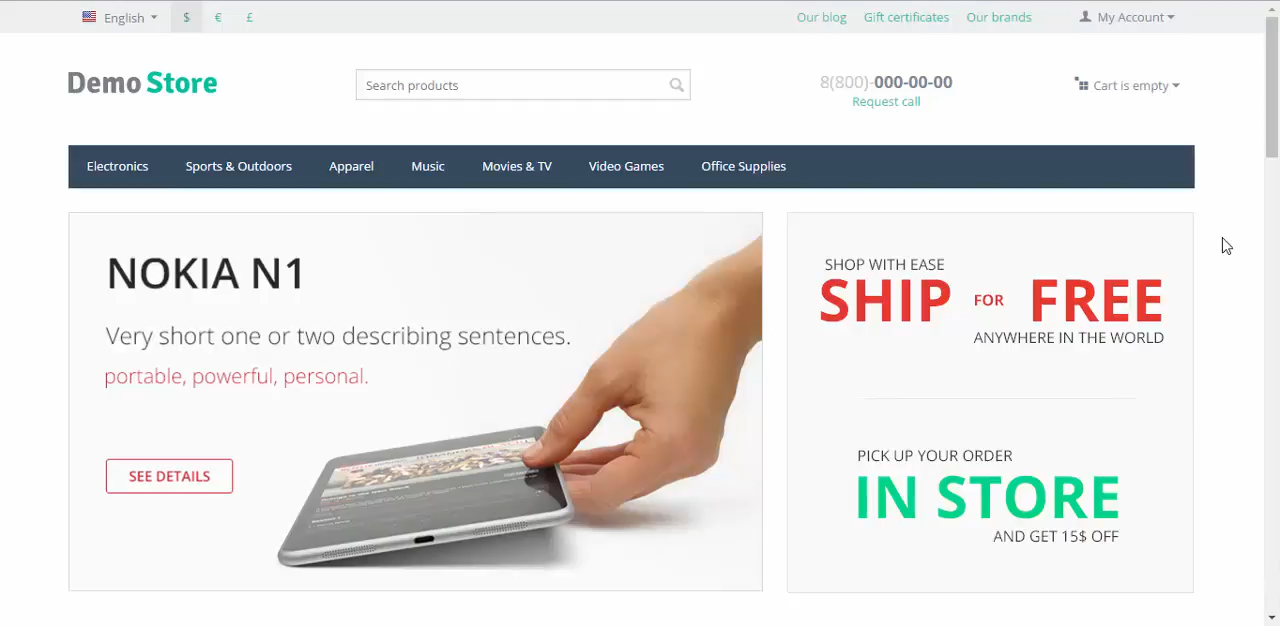 English $ € £ Our blog Gift certificates Our brands My Account
Demo Store Search products 8(800)-000-00-00 Cart is empty
Request call
Electronics Sports & Outdoors Apparel Music Movies & TV Video Games Office Supplies
NOKIA N1
Very short one or two describing sentences.
portable, powerful, personal.
SEE DETAILS
SHOP WITH EASE
SHIP FOR FREE
ANYWHERE IN THE WORLD
PICK UP YOUR ORDER
IN STORE
AND GET 15$ OFF